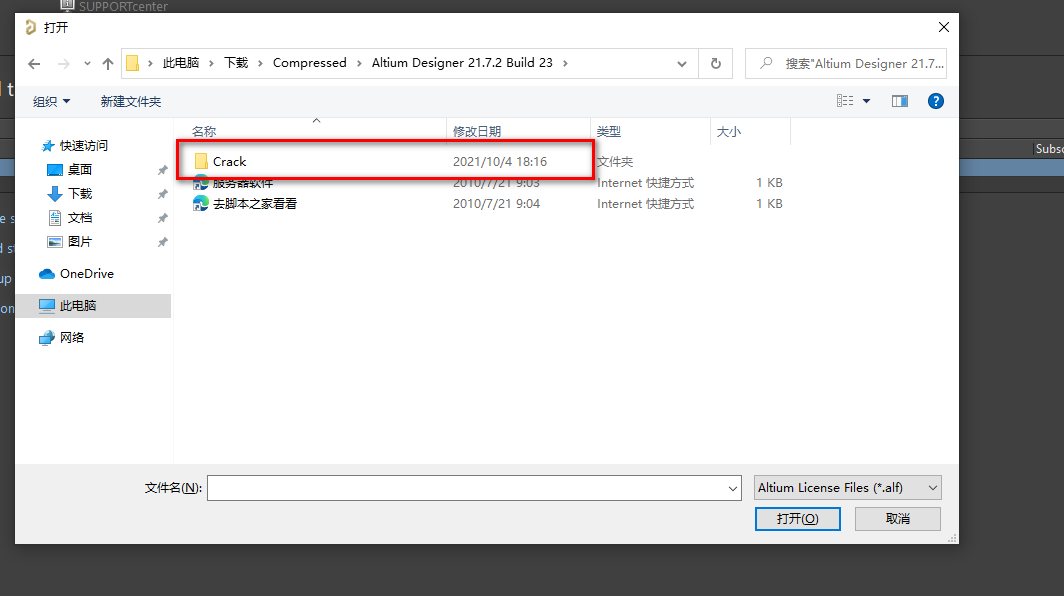 SUPPORTcenter
打开
此电脑 > 下载 > Compressed > Altium Designer 21.7.2 Build 23 >
搜索"Altium Designer 21.7...
组织 新建文件夹
名称 修改日期 类型 大小
Crack 2021/10/4 18:16 文件夹
服务器软件 2010/7/21 9:03 Internet 快捷方式 1 KB
去脚本之家看看 2010/7/21 9:04 Internet 快捷方式 1 KB
快速访问
桌面
下载
文档
图片
OneDrive
此电脑
网络
Subsc
文件名(N): Altium License Files (*.alf)
打开(O) 取消